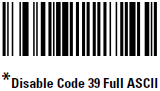 *Disable Code 39 Full ASCII